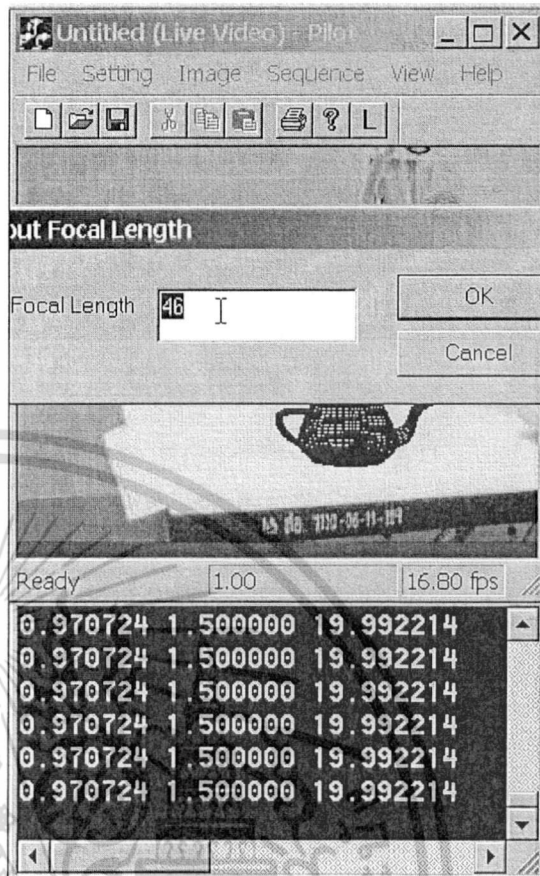 Untitled (Live Video) - Pilot
File Setting Image Sequence View Help
L
out Focal Length
Focal Length 46 OK
Cancel
Ready 1.00 16.80 fps
0.970724 1.500000 19.992214
0.970724 1.500000 19.992214
0.970724 1.500000 19.992214
0.970724 1.500000 19.992214
0.970724 1.500000 19.992214
0.970724 1.500000 19.992214